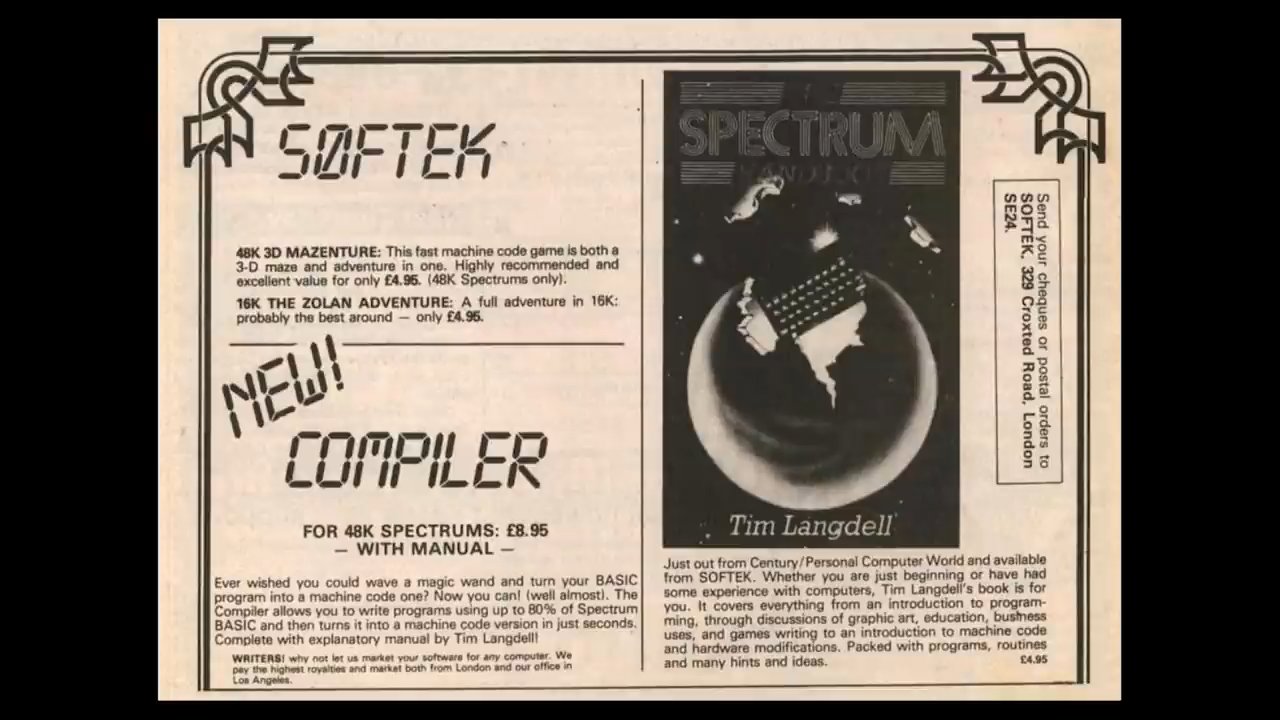 SØFTEK
48K 3D MAZENTURE: This fast machine code game is both a
3-D maze and adventure in one. Highly recommended and
excellent value for only £4.95. (48K Spectrums only).
16K THE ZOLAN ADVENTURE: A full adventure in 16K:
probably the best around — only £4.95.
NEW!
COMPILER
FOR 48K SPECTRUMS: £8.95
— WITH MANUAL —
Ever wished you could wave a magic wand and turn your BASIC
program into a machine code one? Now you can! (well almost). The
Compiler allows you to write programs using up to 80% of Spectrum
BASIC and then turns it into a machine code version in just seconds.
Complete with explanatory manual by Tim Langdell!
WRITERS! why not let us market your software for any computer. We
pay the highest royalties and market both from London and our office in
Los Angeles.
SPECTRUM
Tim Langdell
Just out from Century/Personal Computer World and available
from SOFTEK. Whether you are just beginning or have had
some experience with computers, Tim Langdell's book is for
you. It covers everything from an introduction to program-
ming, through discussions of graphic art, education, business
uses, and games writing to an introduction to machine code
and hardware modifications. Packed with programs, routines
and many hints and ideas. £4.95
Send your cheques or postal orders to
SOFTEK, 329 Croxted Road, London
SE24.